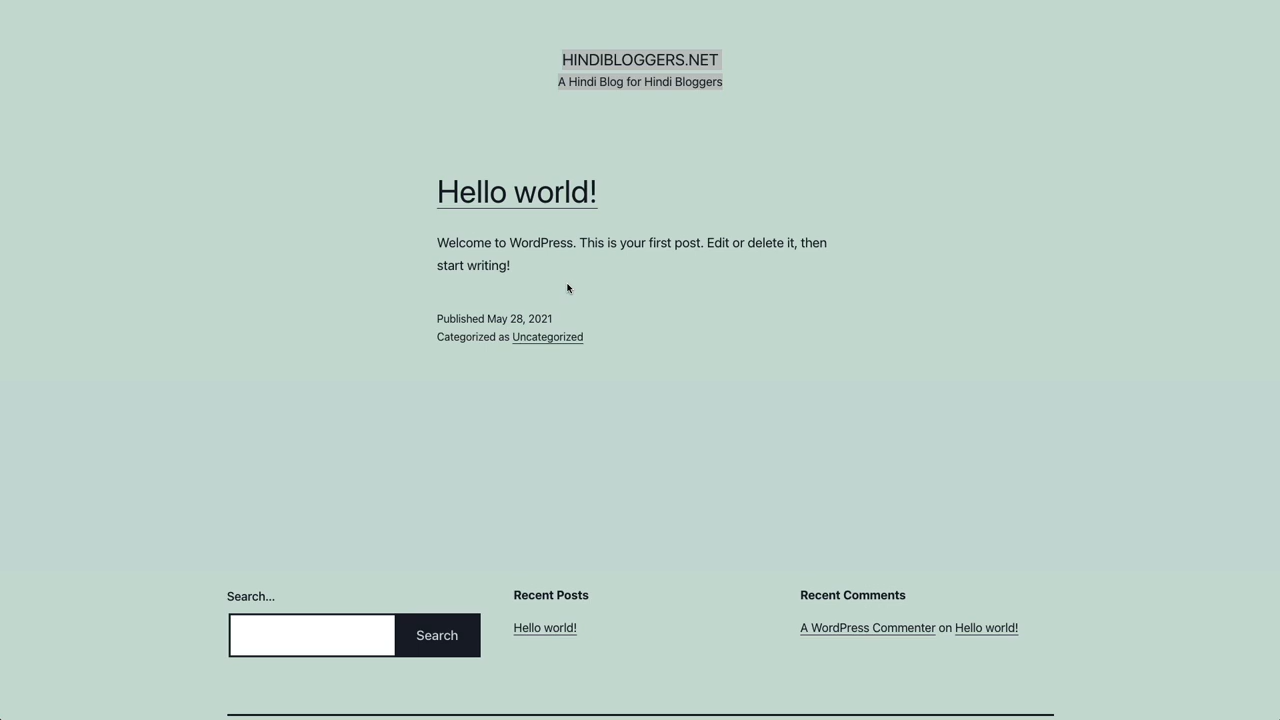 HINDIBLOGGERS.NET
A Hindi Blog for Hindi Bloggers
Hello world!
Welcome to WordPress. This is your first post. Edit or delete it, then
start writing!
Published May 28, 2021
Categorized as Uncategorized
Search…
Search
Recent Posts
Hello world!
Recent Comments
A WordPress Commenter on Hello world!